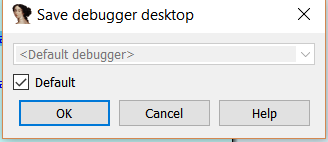 Save debugger desktop
<Default debugger>
Default
OK Cancel Help